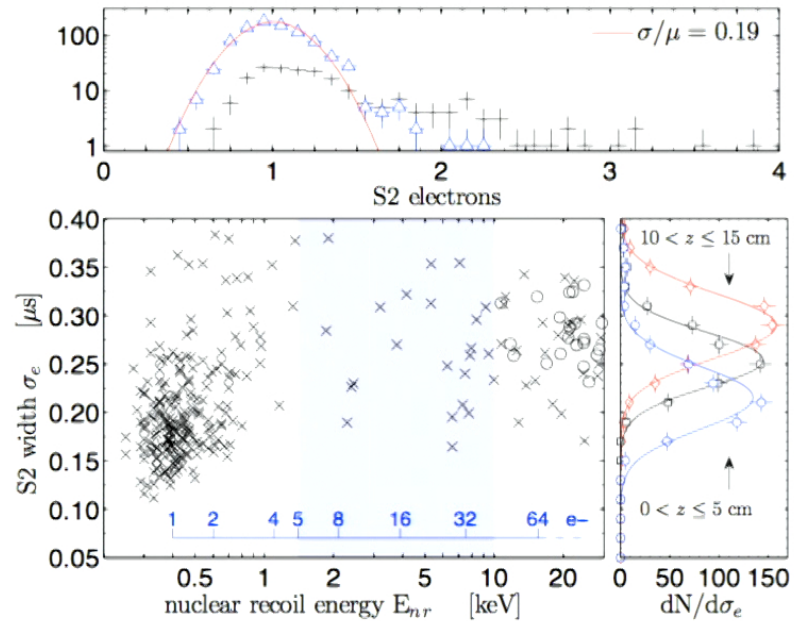 100
10
1
σ/μ = 0.19
0 1 2 3 4
S2 electrons
0.40
0.35
0.30
0.25
0.20
0.15
0.10
0.05
S2 width σe [μs]
1 2 4 5 8 16 32 64 e-
0.5 1 2 5 10 20
nuclear recoil energy Enr [keV]
10 < z ≤ 15 cm
0 < z ≤ 5 cm
0 50 100 150
dN/dσe